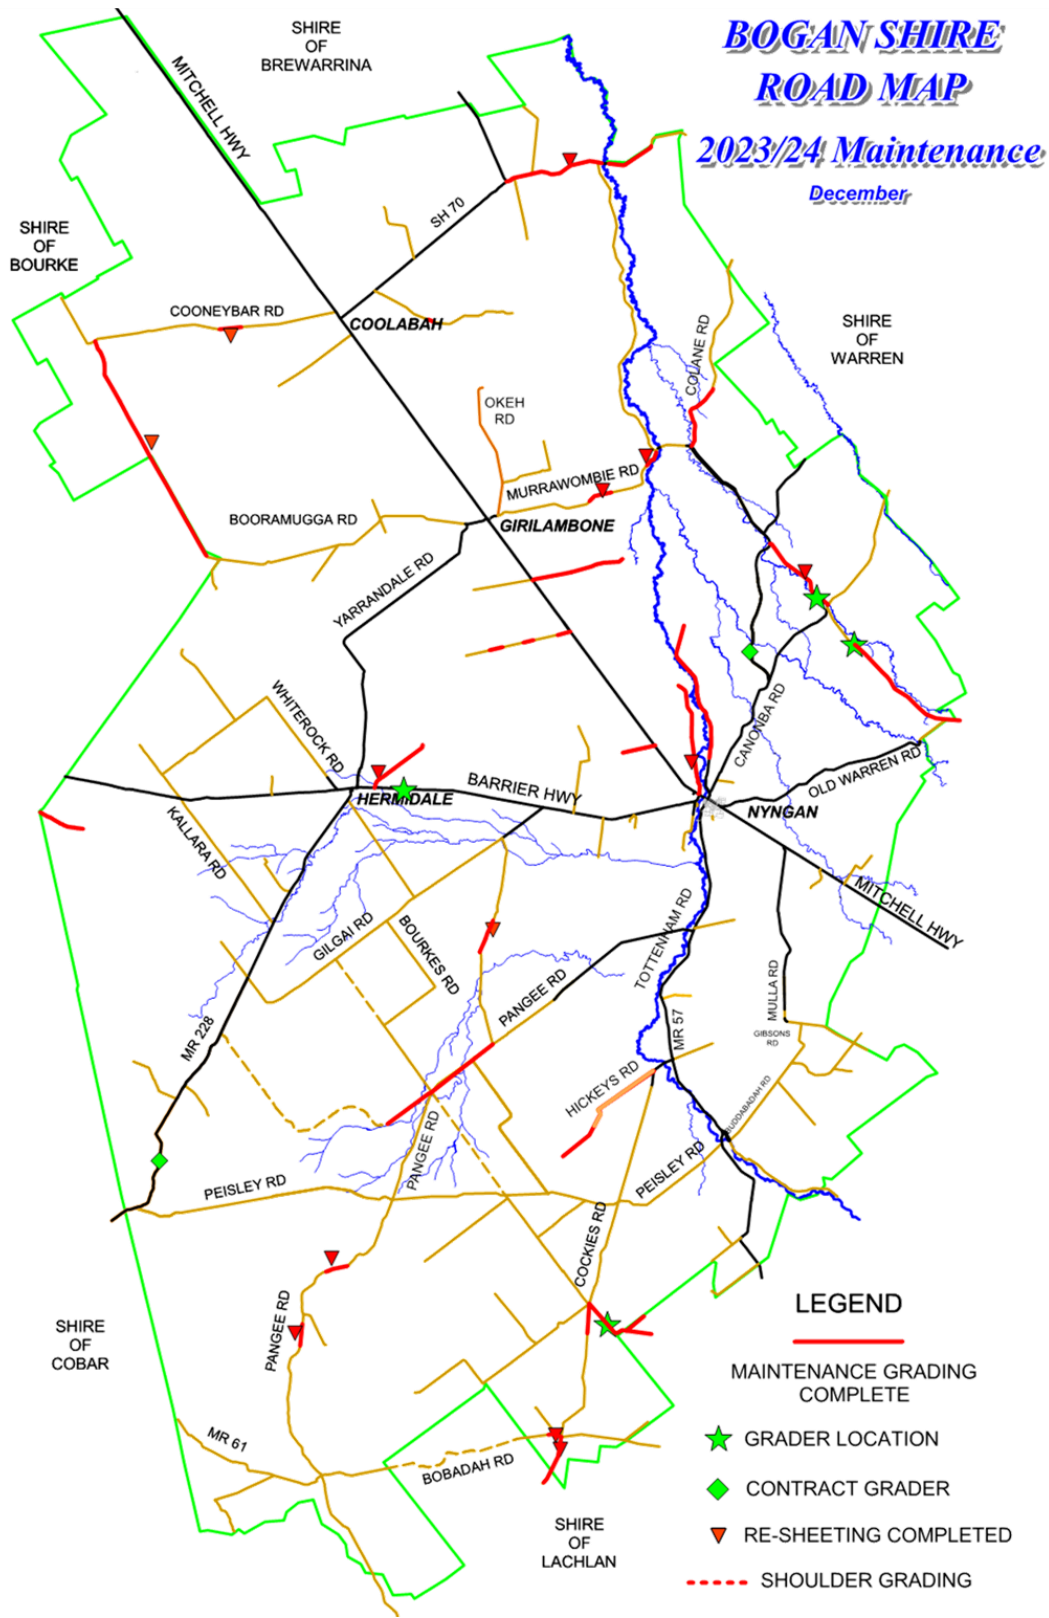 BOGAN SHIRE
ROAD MAP
2023/24 Maintenance
December
SHIRE
OF
BREWARRINA
MITCHELL HWY
SH 70
SHIRE
OF
BOURKE
COONEYBAR RD
COOLABAH
SHIRE
OF
WARREN
COLANE RD
OKEH
RD
MURRAWOMBIE RD
BOORAMUGGA RD
GIRILAMBONE
YARRANDALE RD
WHITEROCK RD
CANONBA RD
OLD WARREN RD
BARRIER HWY
HERMIDALE
NYNGAN
KALLARA RD
MITCHELL HWY
GILGAI RD
BOURKES RD
TOTTENHAM RD
PANGEE RD
MULLA RD
MR 228
MR 57
GIBSONS
RD
HICKEYS RD
BUDDABADAH RD
PANGEE RD
PEISLEY RD
PEISLEY RD
COCKIES RD
PANGEE RD
SHIRE
OF
COBAR
MR 61
BOBADAH RD
SHIRE
OF
LACHLAN
LEGEND
MAINTENANCE GRADING
COMPLETE
GRADER LOCATION
CONTRACT GRADER
RE-SHEETING COMPLETED
SHOULDER GRADING